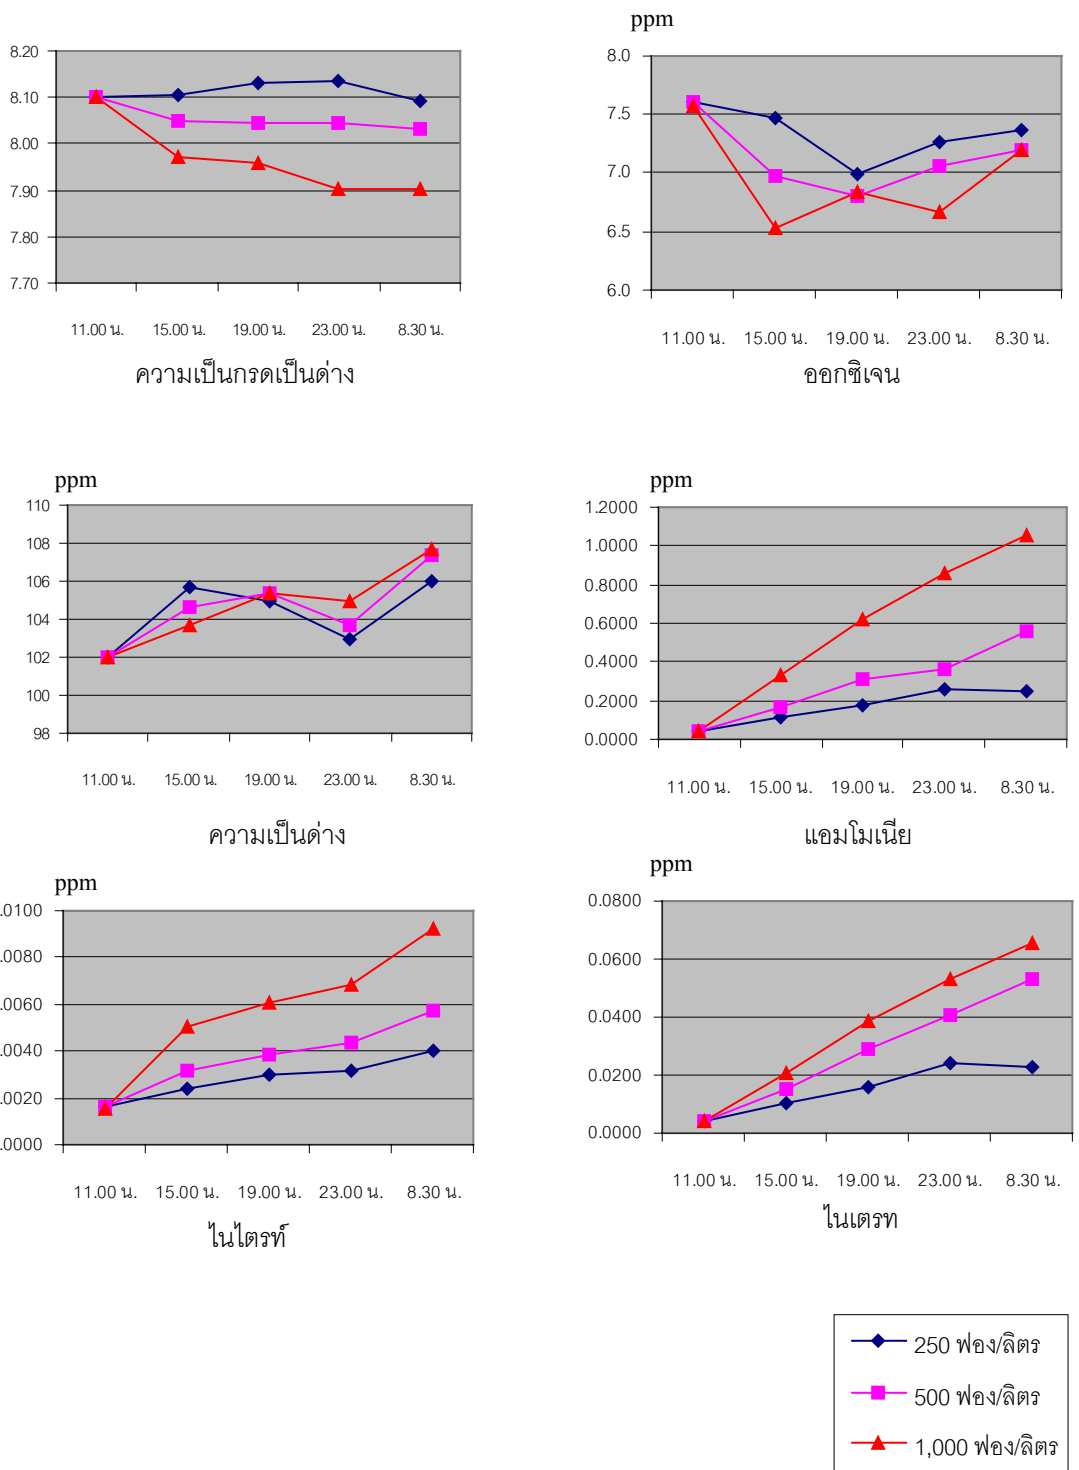 ppm
8.20
8.10
8.00
7.90
7.80
7.70
11.00 น. 15.00 น. 19.00 น. 23.00 น. 8.30 น.
ความเป็นกรดเป็นด่าง
8.0
7.5
7.0
6.5
6.0
11.00 น. 15.00 น. 19.00 น. 23.00 น. 8.30 น.
ออกซิเจน
ppm
110
108
106
104
102
100
98
11.00 น. 15.00 น. 19.00 น. 23.00 น. 8.30 น.
ความเป็นด่าง
ppm
1.2000
1.0000
0.8000
0.6000
0.4000
0.2000
0.0000
11.00 น. 15.00 น. 19.00 น. 23.00 น. 8.30 น.
แอมโมเนีย
ppm
.0100
.0080
.0060
.0040
.0020
.0000
11.00 น. 15.00 น. 19.00 น. 23.00 น. 8.30 น.
ไนไตรท์
ppm
0.0800
0.0600
0.0400
0.0200
0.0000
11.00 น. 15.00 น. 19.00 น. 23.00 น. 8.30 น.
ไนเตรท
250 ฟอง/ลิตร
500 ฟอง/ลิตร
1,000 ฟอง/ลิตร